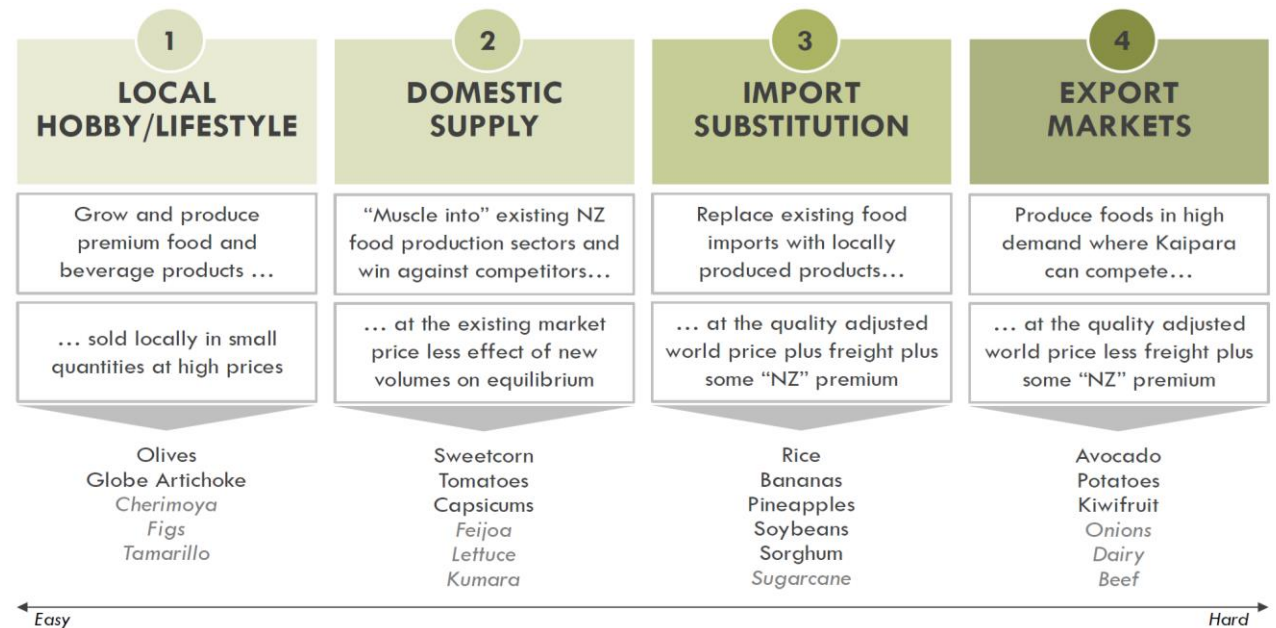 1
LOCAL
HOBBY/LIFESTYLE
Grow and produce
premium food and
beverage products …
… sold locally in small
quantities at high prices
Olives
Globe Artichoke
Cherimoya
Figs
Tamarillo
2
DOMESTIC
SUPPLY
“Muscle into” existing NZ
food production sectors and
win against competitors…
… at the existing market
price less effect of new
volumes on equilibrium
Sweetcorn
Tomatoes
Capsicums
Feijoa
Lettuce
Kumara
3
IMPORT
SUBSTITUTION
Replace existing food
imports with locally
produced products…
… at the quality adjusted
world price plus freight plus
some “NZ” premium
Rice
Bananas
Pineapples
Soybeans
Sorghum
Sugarcane
4
EXPORT
MARKETS
Produce foods in high
demand where Kaipara
can compete…
… at the quality adjusted
world price less freight plus
some “NZ” premium
Avocado
Potatoes
Kiwifruit
Onions
Dairy
Beef
Easy
Hard